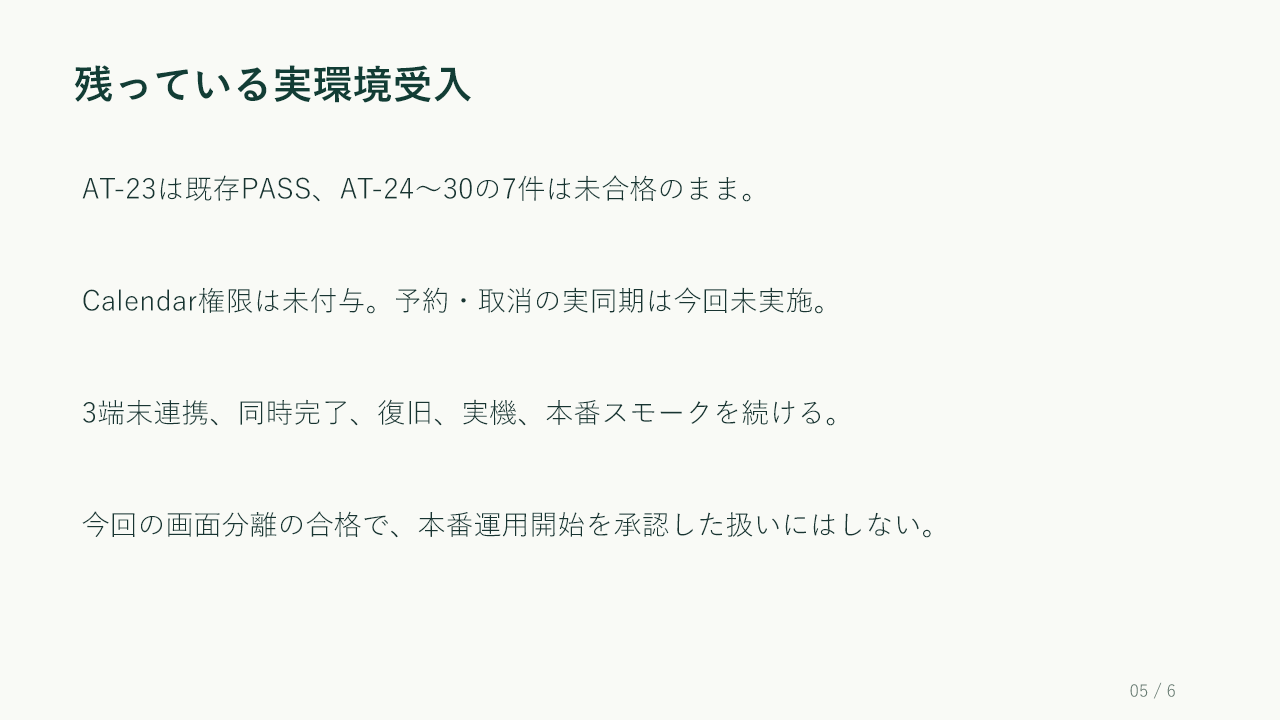 残っている実環境受入
AT-23は既存PASS、AT-24〜30の7件は未合格のまま。
Calendar権限は未付与。予約・取消の実同期は今回未実施。
3端末連携、同時完了、復旧、実機、本番スモークを続ける。
今回の画面分離の合格で、本番運用開始を承認した扱いにはしない。
05 / 6